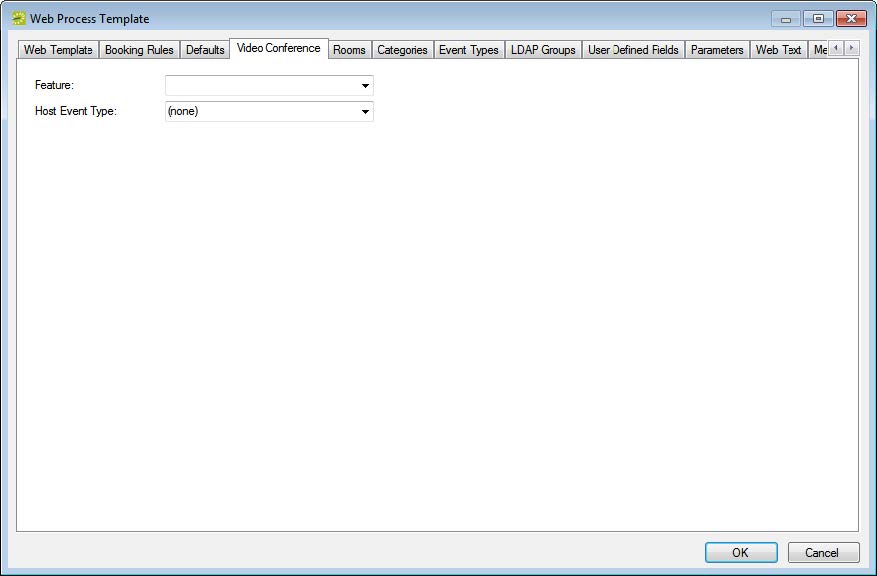 Web Process Template
Web Template Booking Rules Defaults Video Conference Rooms Categories Event Types LDAP Groups User Defined Fields Parameters Web Text Me
Feature:
Host Event Type: (none)
OK Cancel